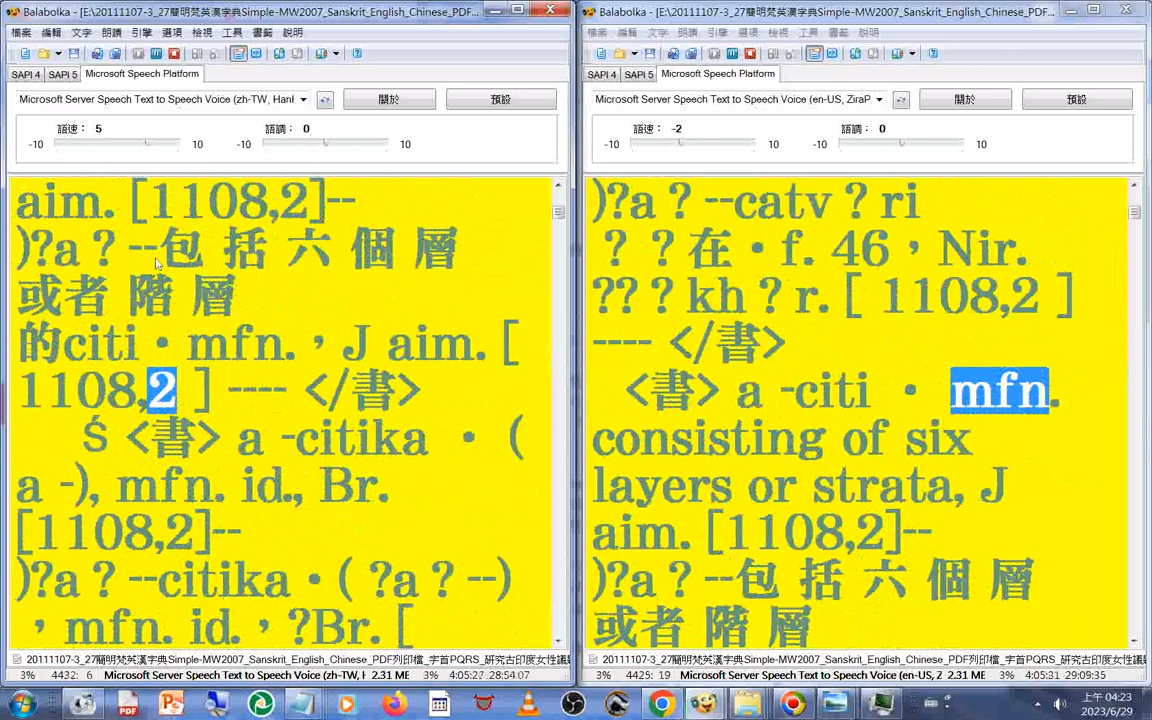 Balabolka - [E:\20111107-3_27簡明梵英漢字典Simple-MW2007_Sanskrit_English_Chinese_PDF...
檔案 編輯 文字 朗讀 引擎 選項 檢視 工具 書籤 說明
SAPI 4 SAPI 5 Microsoft Speech Platform
Microsoft Server Speech Text to Speech Voice (zh-TW, Hanl
關於 預設
語速： 5 語調： 0
-10 10 -10 10
aim. [1108,2]--
)?a ? --包 括 六 個 層
或者 階 層
的citi‧mfn.，J aim. [
1108,2 ] ---- </書>
Ś <書> a -citika ‧ (
a -), mfn. id., Br.
[1108,2]--
)?a ? --citika‧( ?a ? --)
，mfn. id.，?Br. [
20111107-3_27簡明梵英漢字典Simple-MW2007_Sanskrit_English_Chinese_PDF列印檔_字首PQRS_研究古印度女性議
3% 4432: 6 Microsoft Server Speech Text to Speech Voice (zh-TW, H 2.31 ME 3% 4:05:27 28:54:07
Balabolka - [E:\20111107-3_27簡明梵英漢字典Simple-MW2007_Sanskrit_English_Chinese_PDF...
檔案 編輯 文字 朗讀 引擎 選項 檢視 工具 書籤 說明
SAPI 4 SAPI 5 Microsoft Speech Platform
Microsoft Server Speech Text to Speech Voice (en-US, ZiraP
關於 預設
語速： -2 語調： 0
-10 10 -10 10
)?a ? --catv ? ri
? ?在‧f. 46，Nir.
?? ? kh ? r. [ 1108,2 ]
---- </書>
<書> a -citi ‧ mfn.
consisting of six
layers or strata, J
aim. [1108,2]--
)?a ? --包 括 六 個 層
或者 階 層
20111107-3_27簡明梵英漢字典Simple-MW2007_Sanskrit_English_Chinese_PDF列印檔_字首PQRS_研究古印度女性議
3% 4425: 19 Microsoft Server Speech Text to Speech Voice (en-US, Z 2.31 ME 3% 4:05:31 29:09:35
PDF
上午 04:23
2023/6/29